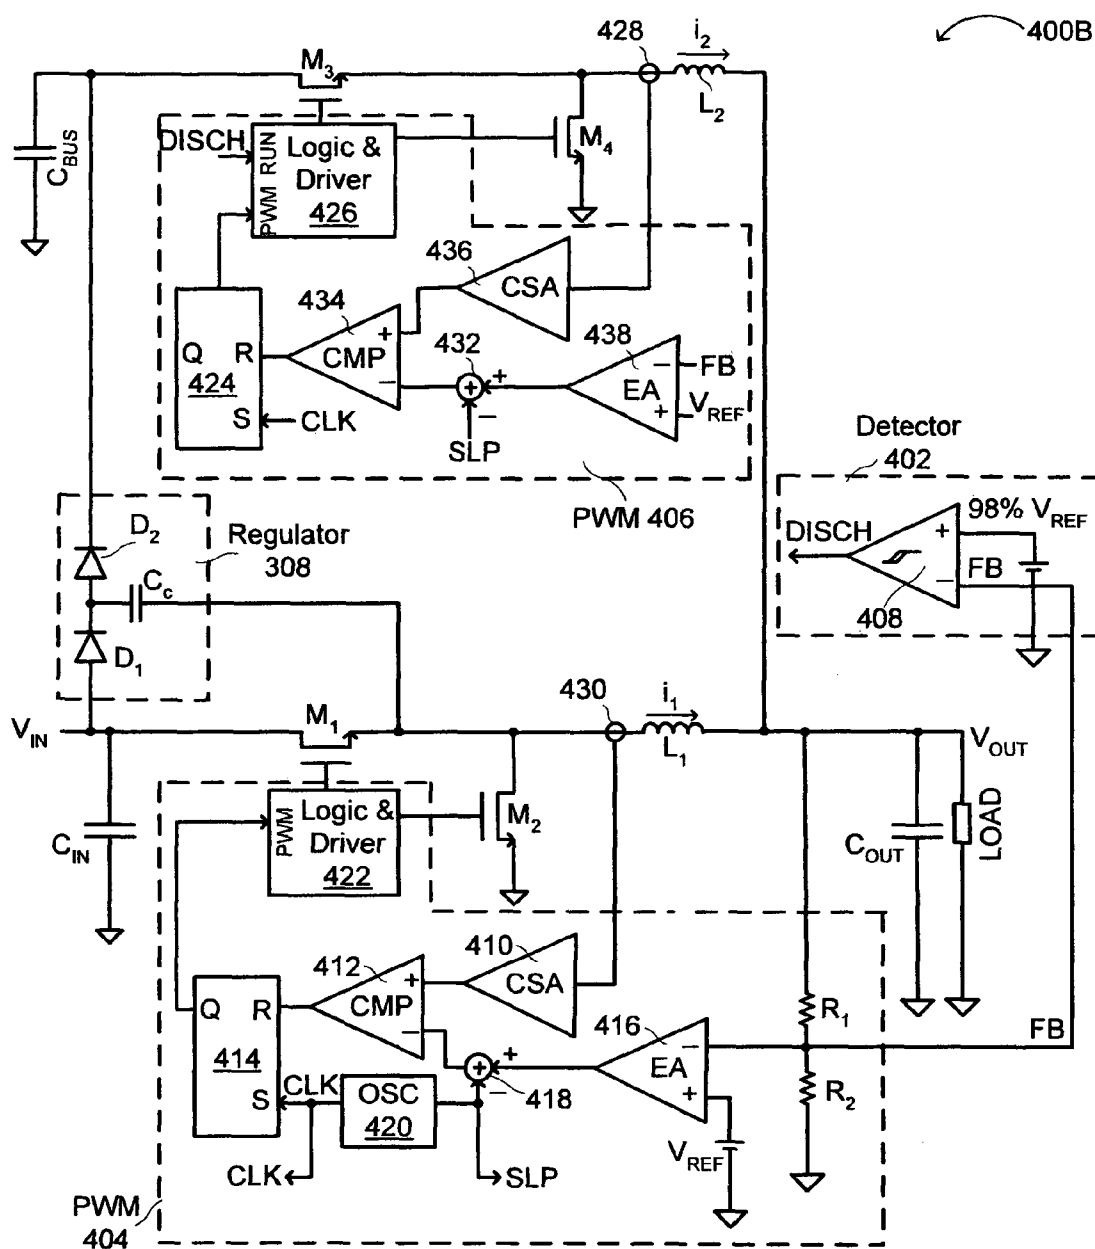 400B
428
i2
M3
L2
CBUS
DISCH
RUN
PWM
Logic &
Driver
426
M4
436
CSA
434
CMP
+
−
432
+
+
−
SLP
438
EA
−
+
FB
VREF
Q
R
424
S
CLK
PWM 406
Detector
402
98% VREF
DISCH
+
FB
−
408
D2
Regulator
308
Cc
D1
VIN
M1
430
i1
L1
VOUT
CIN
PWM
Logic &
Driver
422
M2
COUT
LOAD
410
CSA
412
CMP
+
−
Q
R
414
S
CLK
OSC
420
+
+
−
418
416
EA
−
+
R1
FB
R2
VREF
CLK
SLP
PWM
404